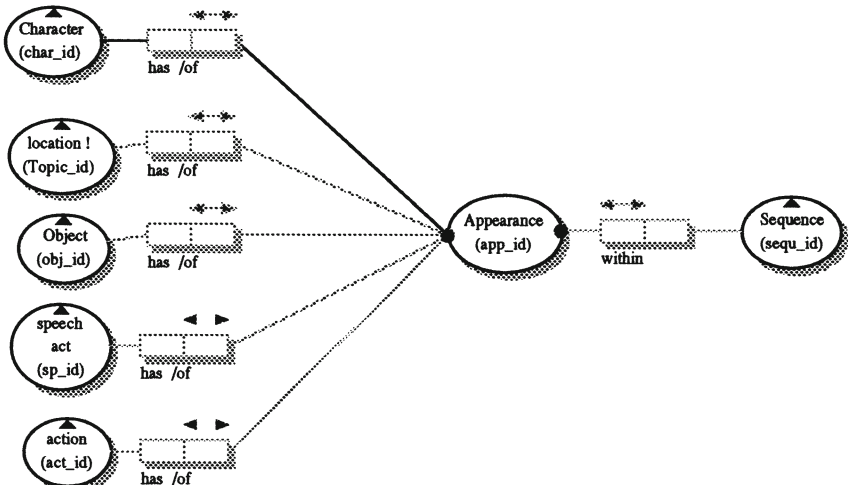 Character
(char_id)
has /of
location !
(Topic_id)
has /of
Object
(obj_id)
has /of
speech
act
(sp_id)
has /of
action
(act_id)
has /of
Appearance
(app_id)
within
Sequence
(sequ_id)